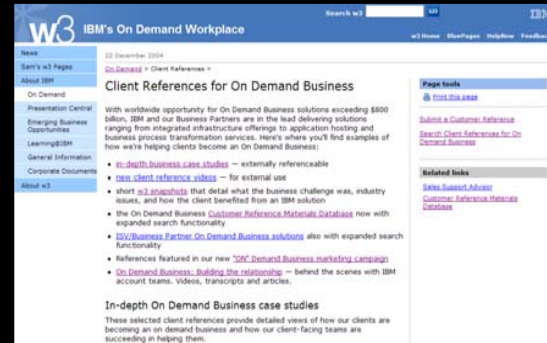 Search w3
GO
IBM
w3
IBM's On Demand Workplace
w3 Home BluePages HelpNow Feedback
News
Sam's w3 Pages
About IBM
On Demand
Presentation Central
Emerging Business
Opportunities
Learning@IBM
General Information
Corporate Documents
About w3
22 December 2004
On Demand > Client References >
Client References for On Demand Business
With worldwide opportunity for On Demand Business solutions exceeding $800
billion, IBM and our Business Partners are in the lead delivering solutions
ranging from integrated infrastructure offerings to application hosting and
business process transformation services. Here's where you'll find examples of
how we're helping clients become an On Demand Business:
• in-depth business case studies — externally referenceable
• new client reference videos — for external use
• short w3 snapshots that detail what the business challenge was, industry
issues, and how the client benefited from an IBM solution
• the On Demand Business Customer Reference Materials Database now with
expanded search functionality
• ISV/Business Partner On Demand Business solutions also with expanded search
functionality
• References featured in our new "ON" Demand Business marketing campaign
• On Demand Business: Building the relationship — behind the scenes with IBM
account teams. Videos, transcripts and articles.
In-depth On Demand Business case studies
These selected client references provide detailed views of how our clients are
becoming an on demand business and how our client-facing teams are
succeeding in helping them.
Page tools
Print this page
Submit a Customer Reference
Search Client References for On
Demand Business
Related links
Sales Support Advisor
Customer Reference Materials
Database